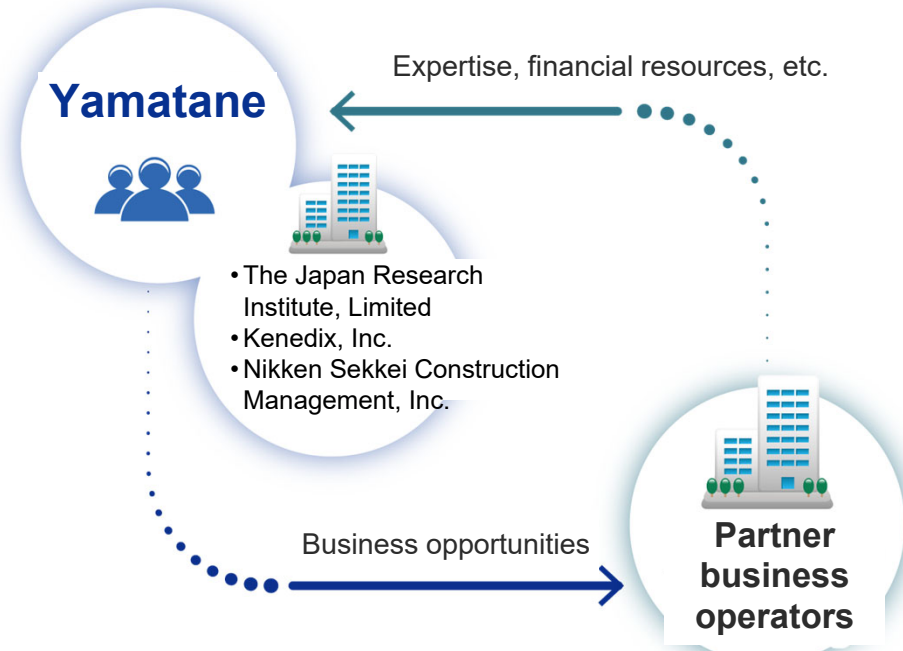 Expertise, financial resources, etc.
Yamatane
• The Japan Research
Institute, Limited
• Kenedix, Inc.
• Nikken Sekkei Construction
Management, Inc.
Business opportunities
Partner
business
operators